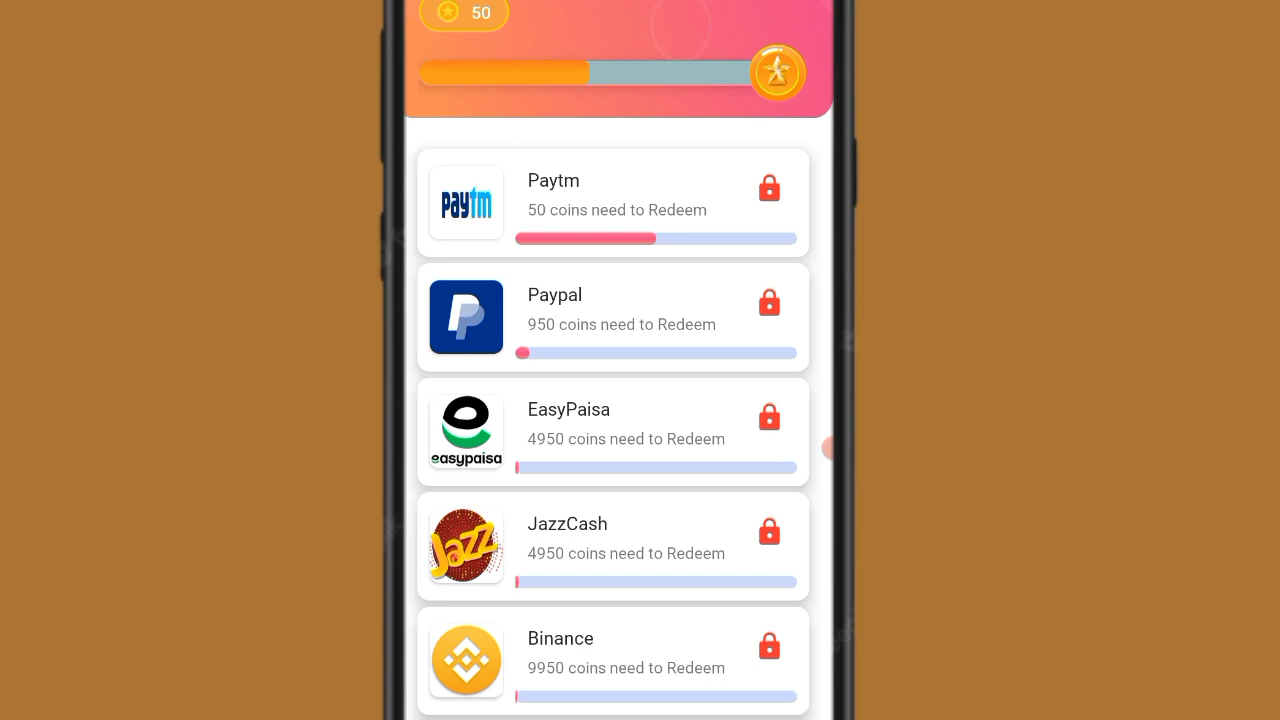 50
paytm
Paytm
50 coins need to Redeem
Paypal
950 coins need to Redeem
easypaisa
EasyPaisa
4950 coins need to Redeem
Jazz
JazzCash
4950 coins need to Redeem
Binance
9950 coins need to Redeem